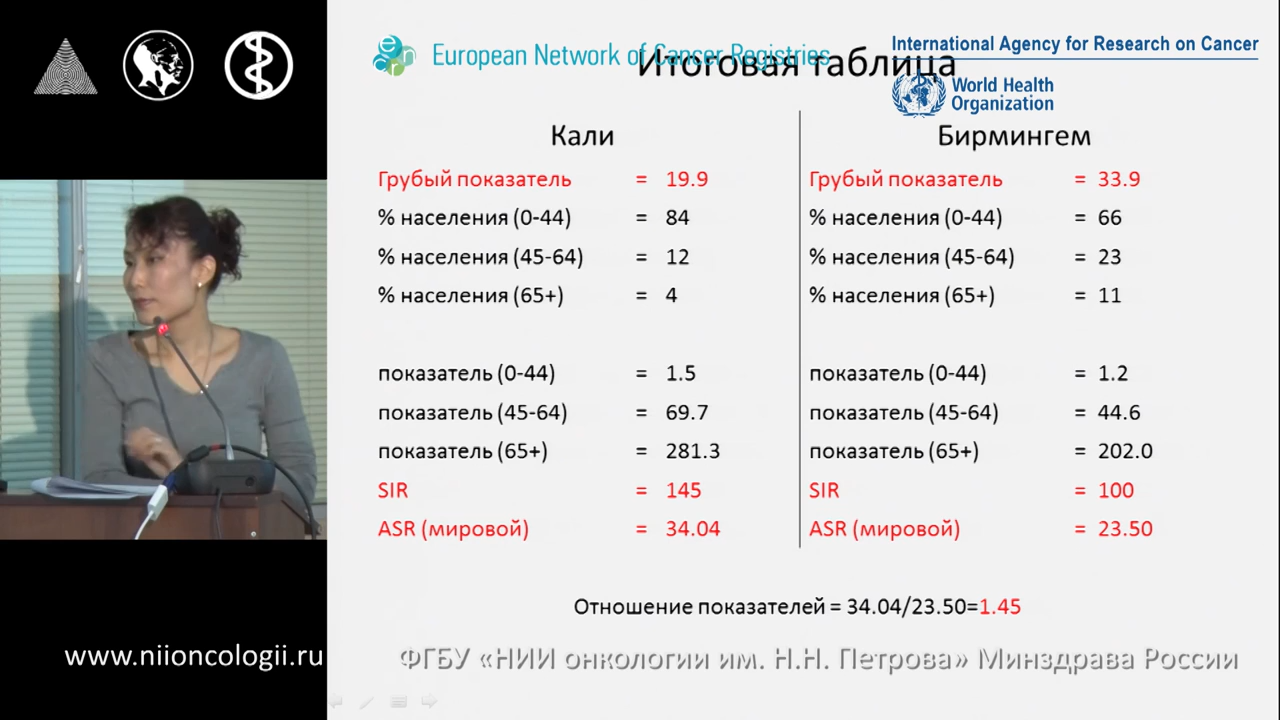 European Network of Cancer Registries
International Agency for Research on Cancer
Итоговая таблица
World Health
Organization
Кали
Грубый показатель = 19.9
% населения (0-44) = 84
% населения (45-64) = 12
% населения (65+) = 4
показатель (0-44) = 1.5
показатель (45-64) = 69.7
показатель (65+) = 281.3
SIR = 145
ASR (мировой) = 34.04
Бирмингем
Грубый показатель = 33.9
% населения (0-44) = 66
% населения (45-64) = 23
% населения (65+) = 11
показатель (0-44) = 1.2
показатель (45-64) = 44.6
показатель (65+) = 202.0
SIR = 100
ASR (мировой) = 23.50
Отношение показателей = 34.04/23.50=1.45
www.niioncologii.ru
ФГБУ «НИИ онкологии им. Н.Н. Петрова» Минздрава России